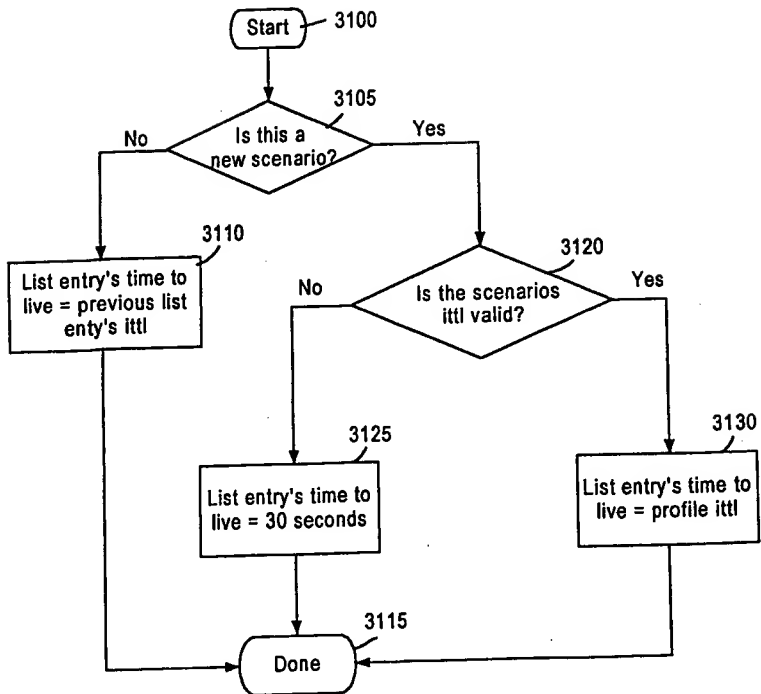 Start
3100
3105
Is this a
new scenario?
No
Yes
3110
List entry's time to
live = previous list
enty's ittl
3120
Is the scenarios
ittl valid?
No
Yes
3125
List entry's time to
live = 30 seconds
3130
List entry's time to
live = profile ittl
3115
Done